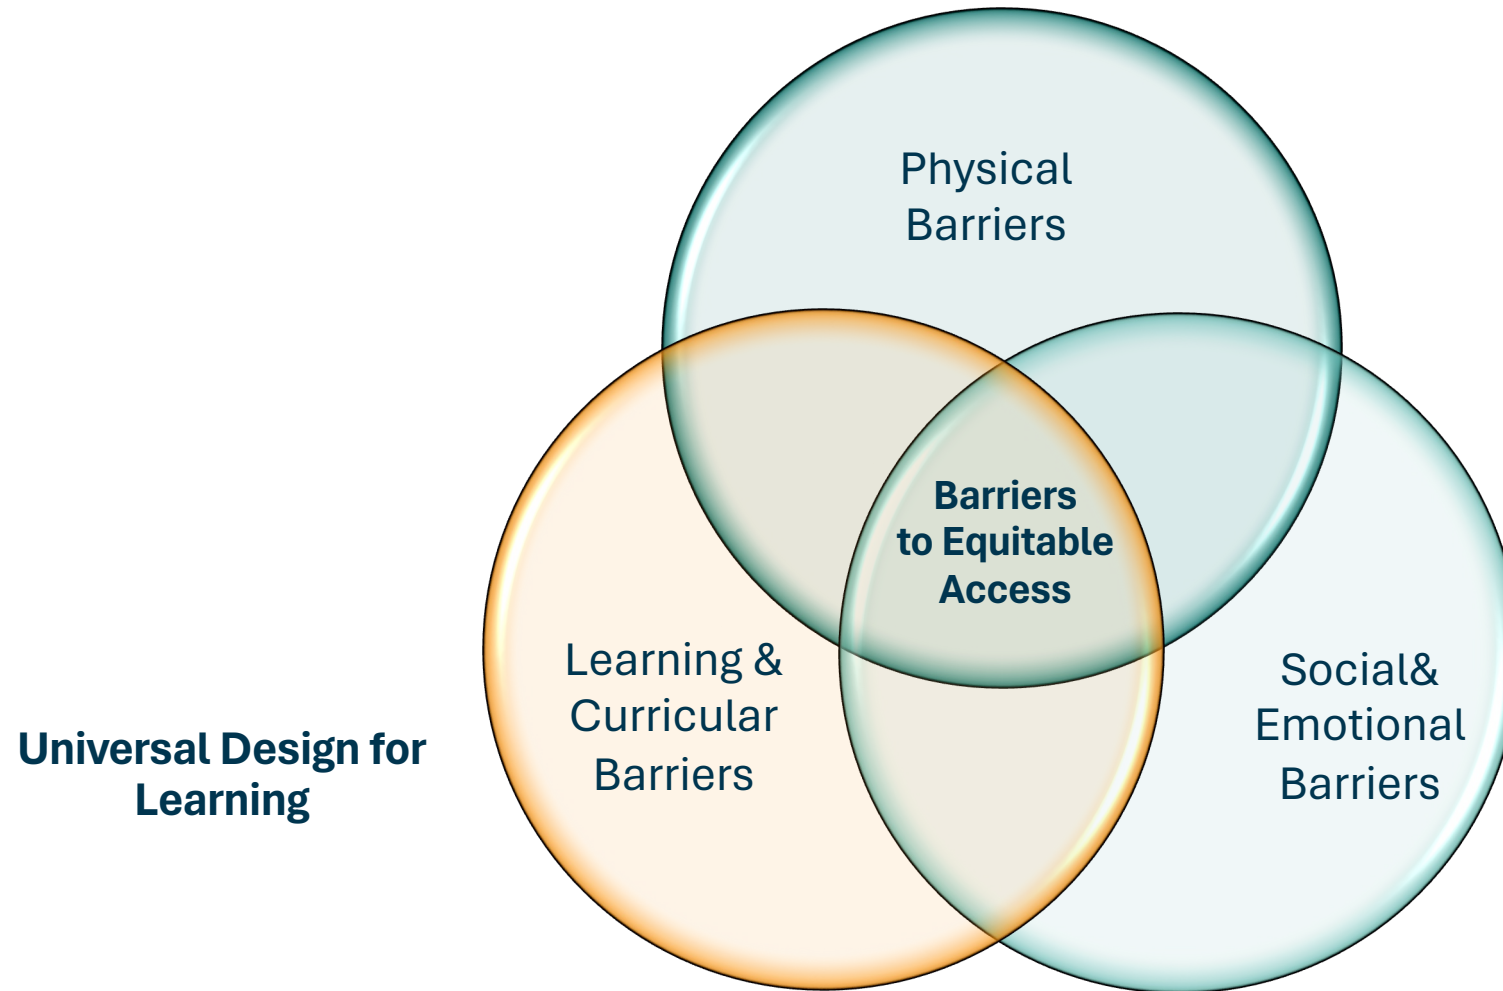 Physical
Barriers
Barriers
to Equitable
Access
Learning &
Curricular
Barriers
Social&
Emotional
Barriers
Universal Design for
Learning